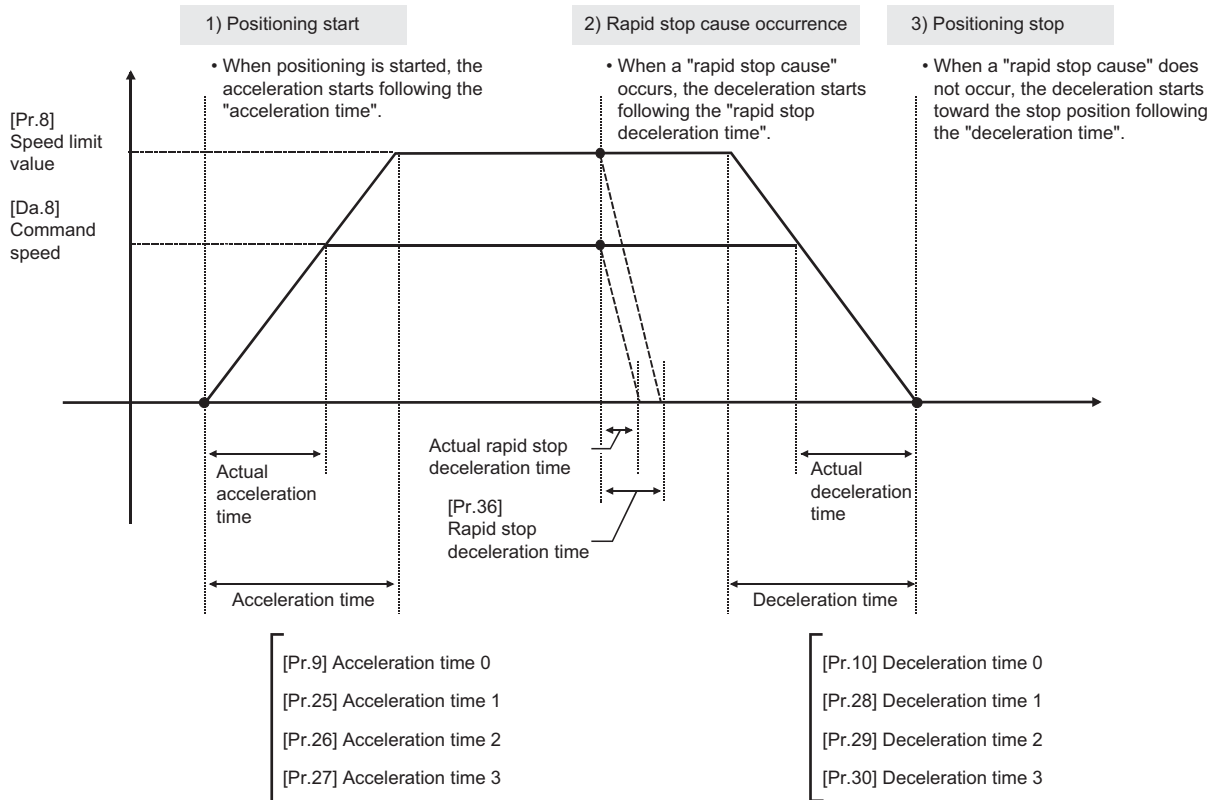 1) Positioning start
• When positioning is started, the
acceleration starts following the
"acceleration time".
2) Rapid stop cause occurrence
• When a "rapid stop cause"
occurs, the deceleration starts
following the "rapid stop
deceleration time".
3) Positioning stop
• When a "rapid stop cause" does
not occur, the deceleration starts
toward the stop position following
the "deceleration time".
[Pr.8]
Speed limit
value
[Da.8]
Command
speed
Actual
acceleration
time
Actual rapid stop
deceleration time
[Pr.36]
Rapid stop
deceleration time
Actual
deceleration
time
Acceleration time
Deceleration time
[Pr.9] Acceleration time 0
[Pr.25] Acceleration time 1
[Pr.26] Acceleration time 2
[Pr.27] Acceleration time 3
[Pr.10] Deceleration time 0
[Pr.28] Deceleration time 1
[Pr.29] Deceleration time 2
[Pr.30] Deceleration time 3